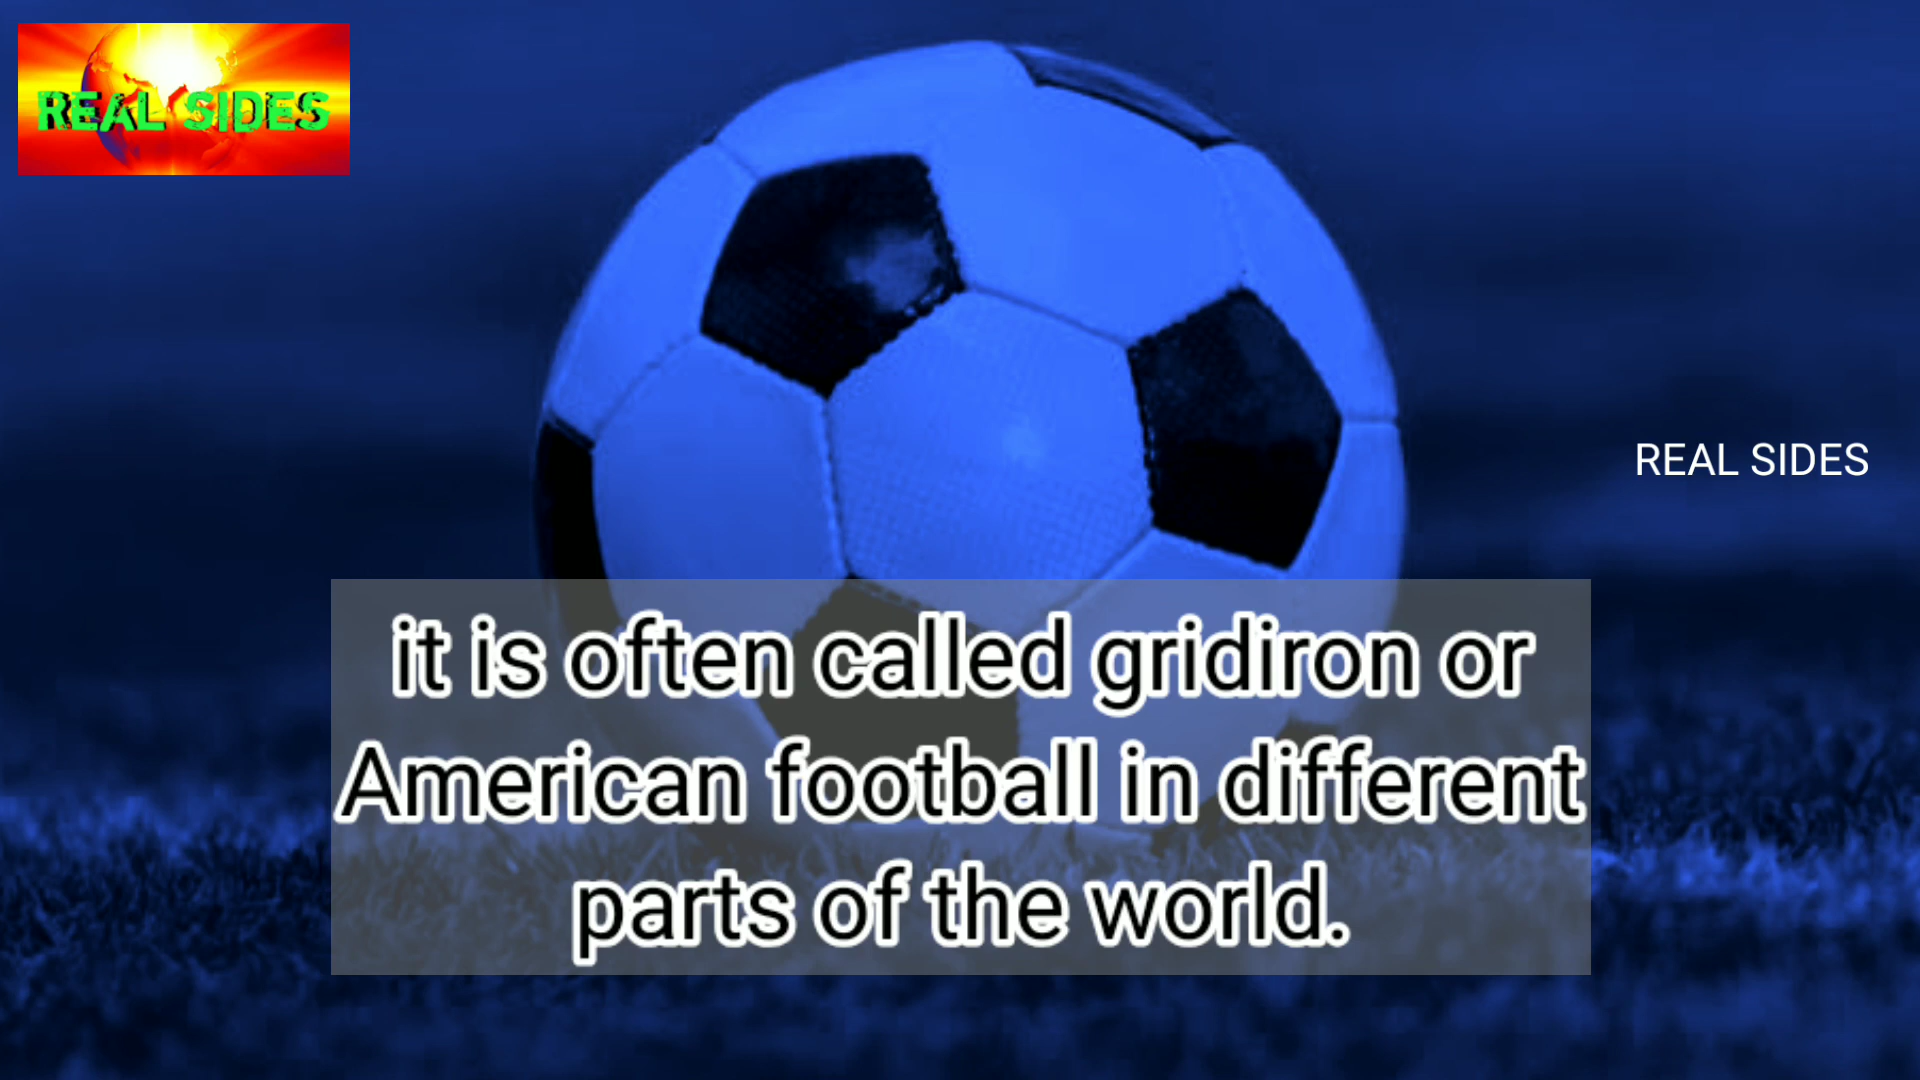 REAL SIDES
REAL SIDES
it is often called gridiron or
American football in different
parts of the world.